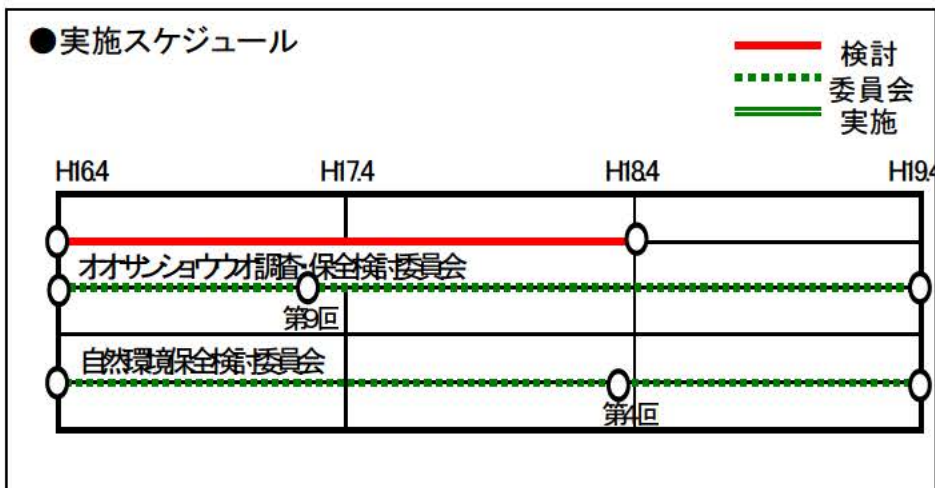 ●実施スケジュール
検討
委員会
実施
H16.4 H17.4 H18.4 H19.4
オオサンショウウオ調査・保全検討委員会
第9回
自然環境保全検討委員会
第4回